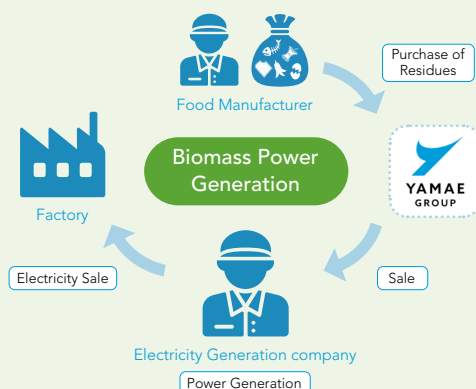 Purchase of
Residues
Food Manufacturer
Biomass Power
Generation
YAMAE
GROUP
Factory
Electricity Sale
Sale
Electricity Generation company
Power Generation